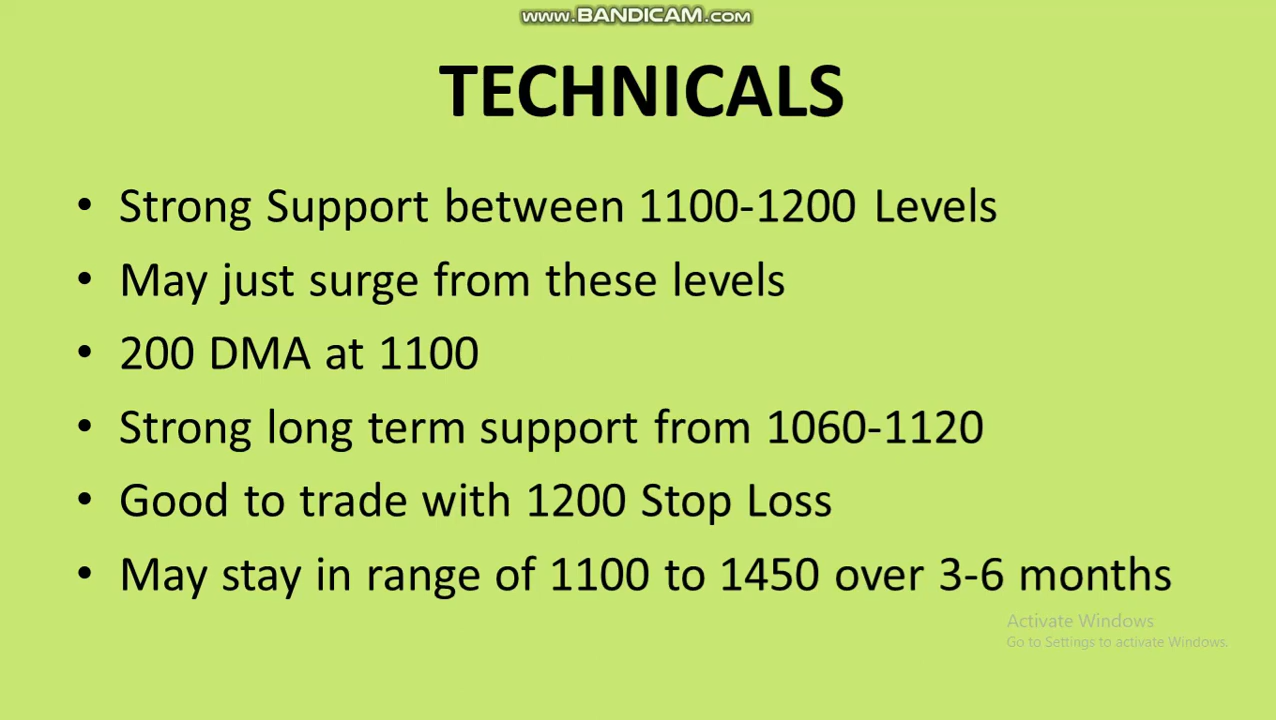 www.BANDICAM.com
TECHNICALS
• Strong Support between 1100-1200 Levels
• May just surge from these levels
• 200 DMA at 1100
• Strong long term support from 1060-1120
• Good to trade with 1200 Stop Loss
• May stay in range of 1100 to 1450 over 3-6 months
Activate Windows
Go to Settings to activate Windows.